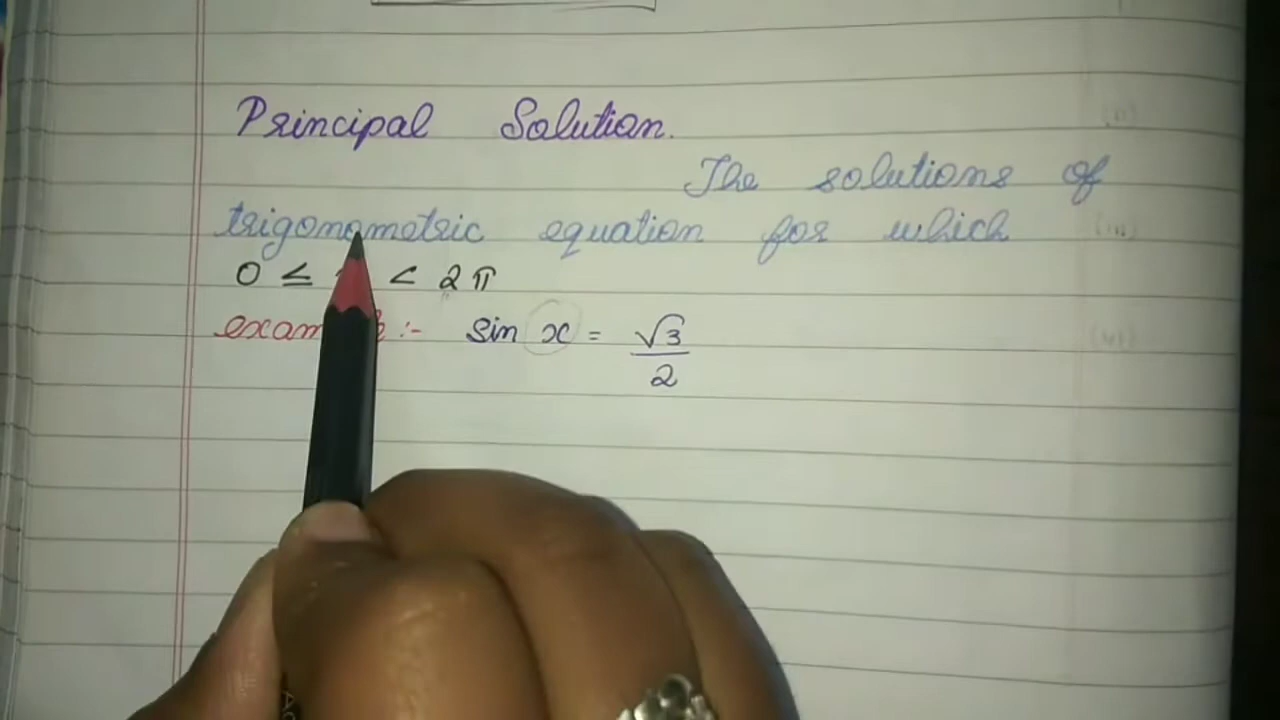 Principal Solution.
The solutions of
trigonometric equation for which
0 ≤ < 2π
:- sin x = √3/2